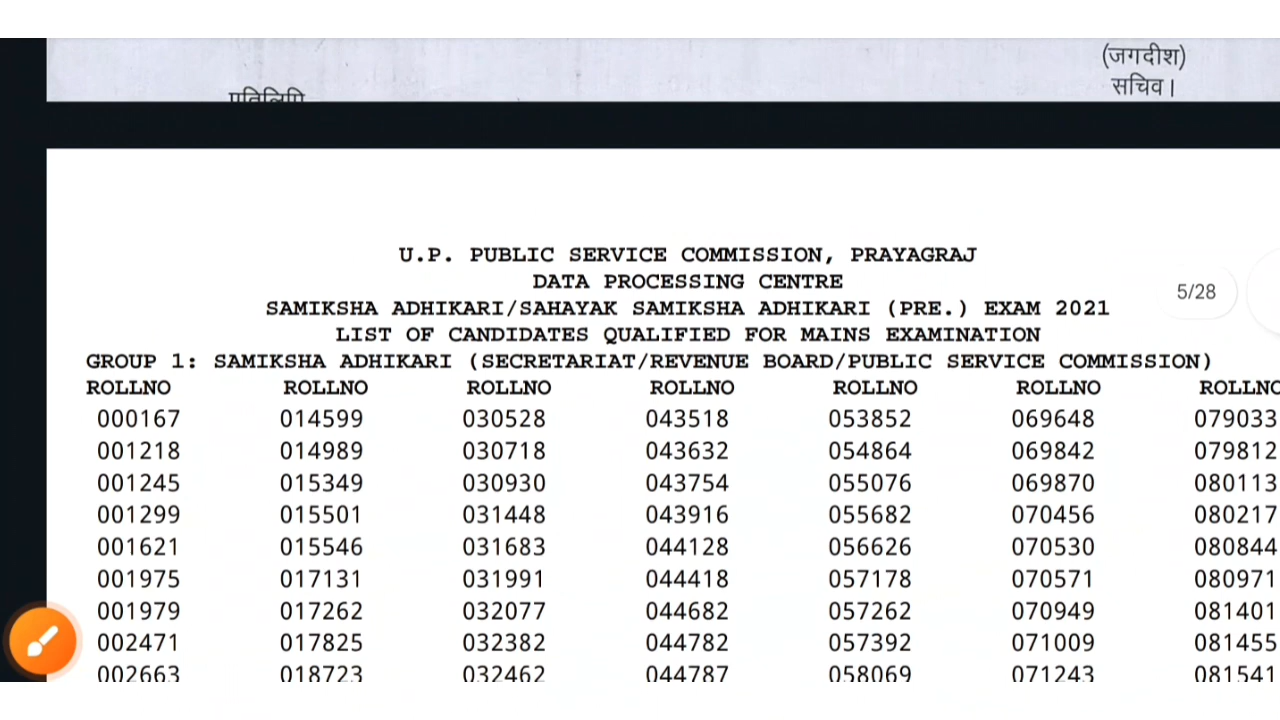 (जगदीश)
सचिव।
प्रतिलिपि
U.P. PUBLIC SERVICE COMMISSION, PRAYAGRAJ
DATA PROCESSING CENTRE
SAMIKSHA ADHIKARI/SAHAYAK SAMIKSHA ADHIKARI (PRE.) EXAM 2021
5/28
LIST OF CANDIDATES QUALIFIED FOR MAINS EXAMINATION
GROUP 1: SAMIKSHA ADHIKARI (SECRETARIAT/REVENUE BOARD/PUBLIC SERVICE COMMISSION)
ROLLNO ROLLNO ROLLNO ROLLNO ROLLNO ROLLNO ROLLNO
000167 014599 030528 043518 053852 069648 079033
001218 014989 030718 043632 054864 069842 079812
001245 015349 030930 043754 055076 069870 080113
001299 015501 031448 043916 055682 070456 080217
001621 015546 031683 044128 056626 070530 080844
001975 017131 031991 044418 057178 070571 080971
001979 017262 032077 044682 057262 070949 081401
002471 017825 032382 044782 057392 071009 081455
002663 018723 032462 044787 058069 071243 081541